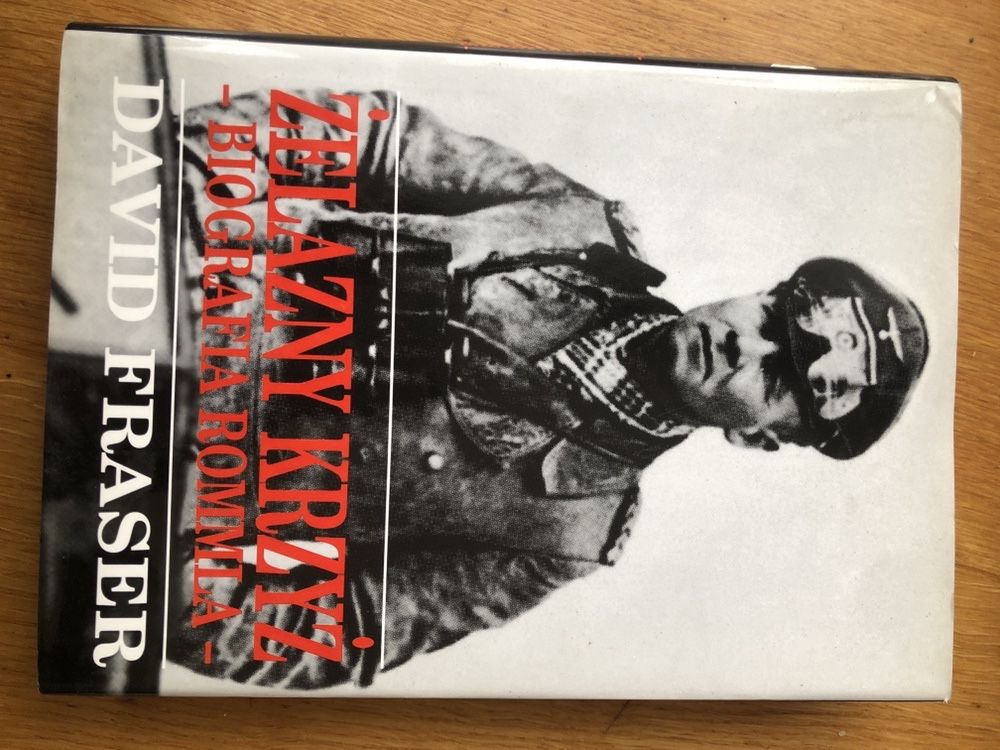 ŻELAZNY KRZYŻ
- BIOGRAFIA ROMMLA -
DAVID FRASER